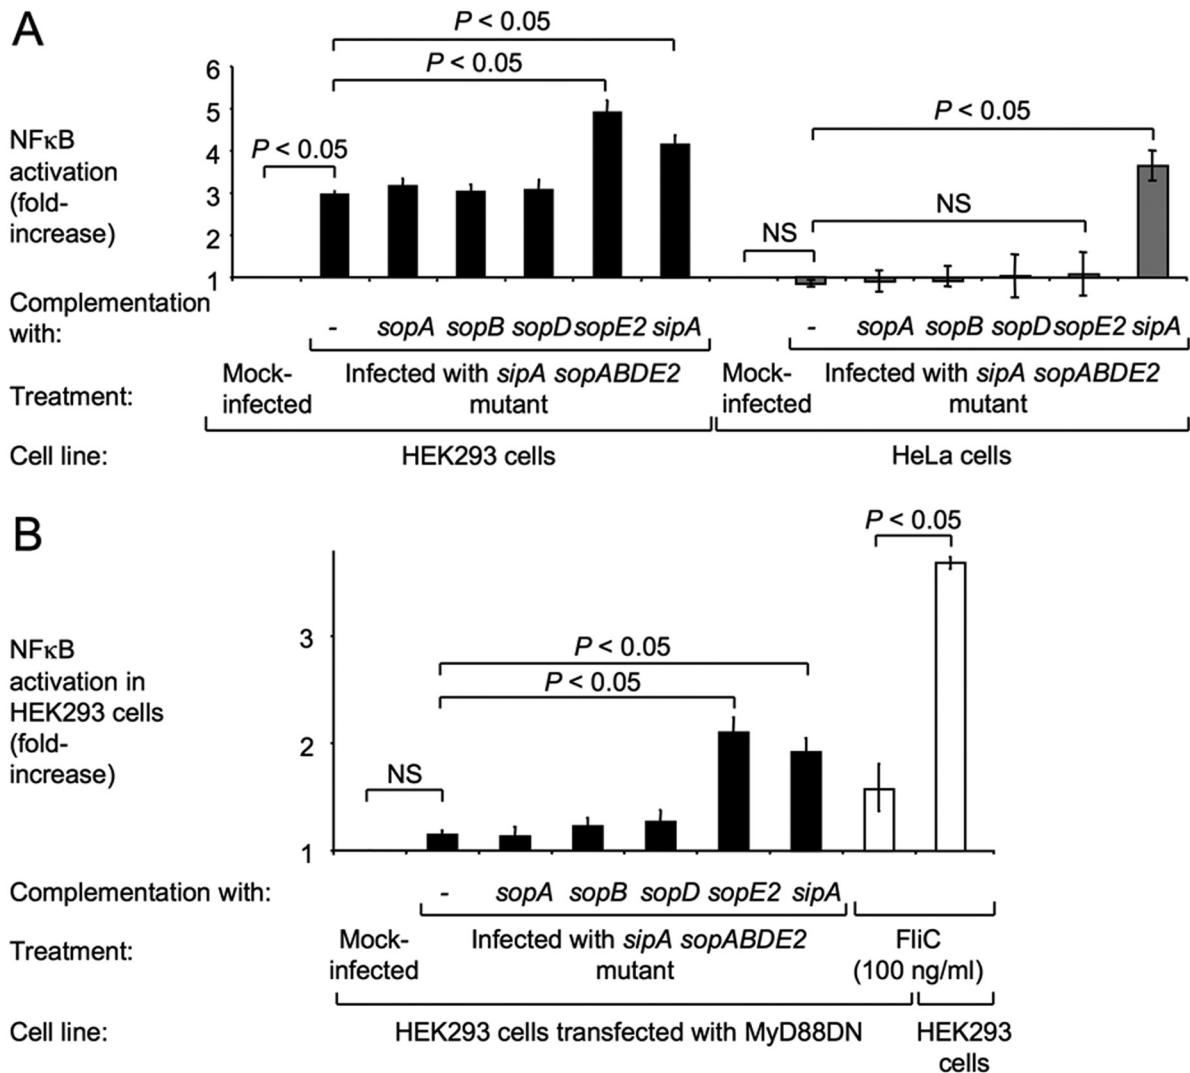 A
P < 0.05
P < 0.05
P < 0.05
NFκB
activation
(fold-
increase)
6
5
4
3
2
1
P < 0.05
NS
NS
Complementation
with:
- sopA sopB sopD sopE2 sipA
- sopA sopB sopD sopE2 sipA
Treatment:
Mock-
infected
Infected with sipA sopABDE2
mutant
Mock-
infected
Infected with sipA sopABDE2
mutant
Cell line:
HEK293 cells
HeLa cells
B
P < 0.05
P < 0.05
P < 0.05
NS
NFκB
activation in
HEK293 cells
(fold-
increase)
3
2
1
Complementation with:
- sopA sopB sopD sopE2 sipA
Treatment:
Mock-
infected
Infected with sipA sopABDE2
mutant
FliC
(100 ng/ml)
Cell line:
HEK293 cells transfected with MyD88DN
HEK293
cells